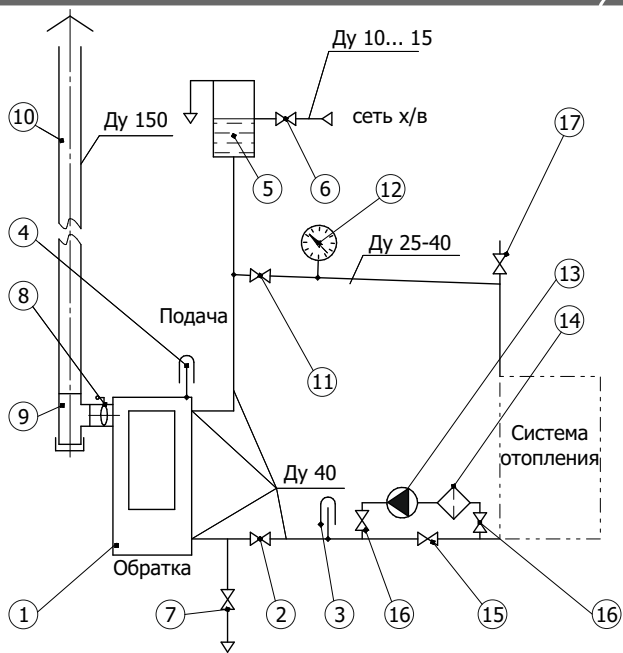 Ду 10... 15
10
Ду 150
сеть х/в
17
5
6
12
4
Ду 25-40
13
8
Подача
14
11
9
Система
отопления
Ду 40
Обратка
1
7
2
3
16
15
16